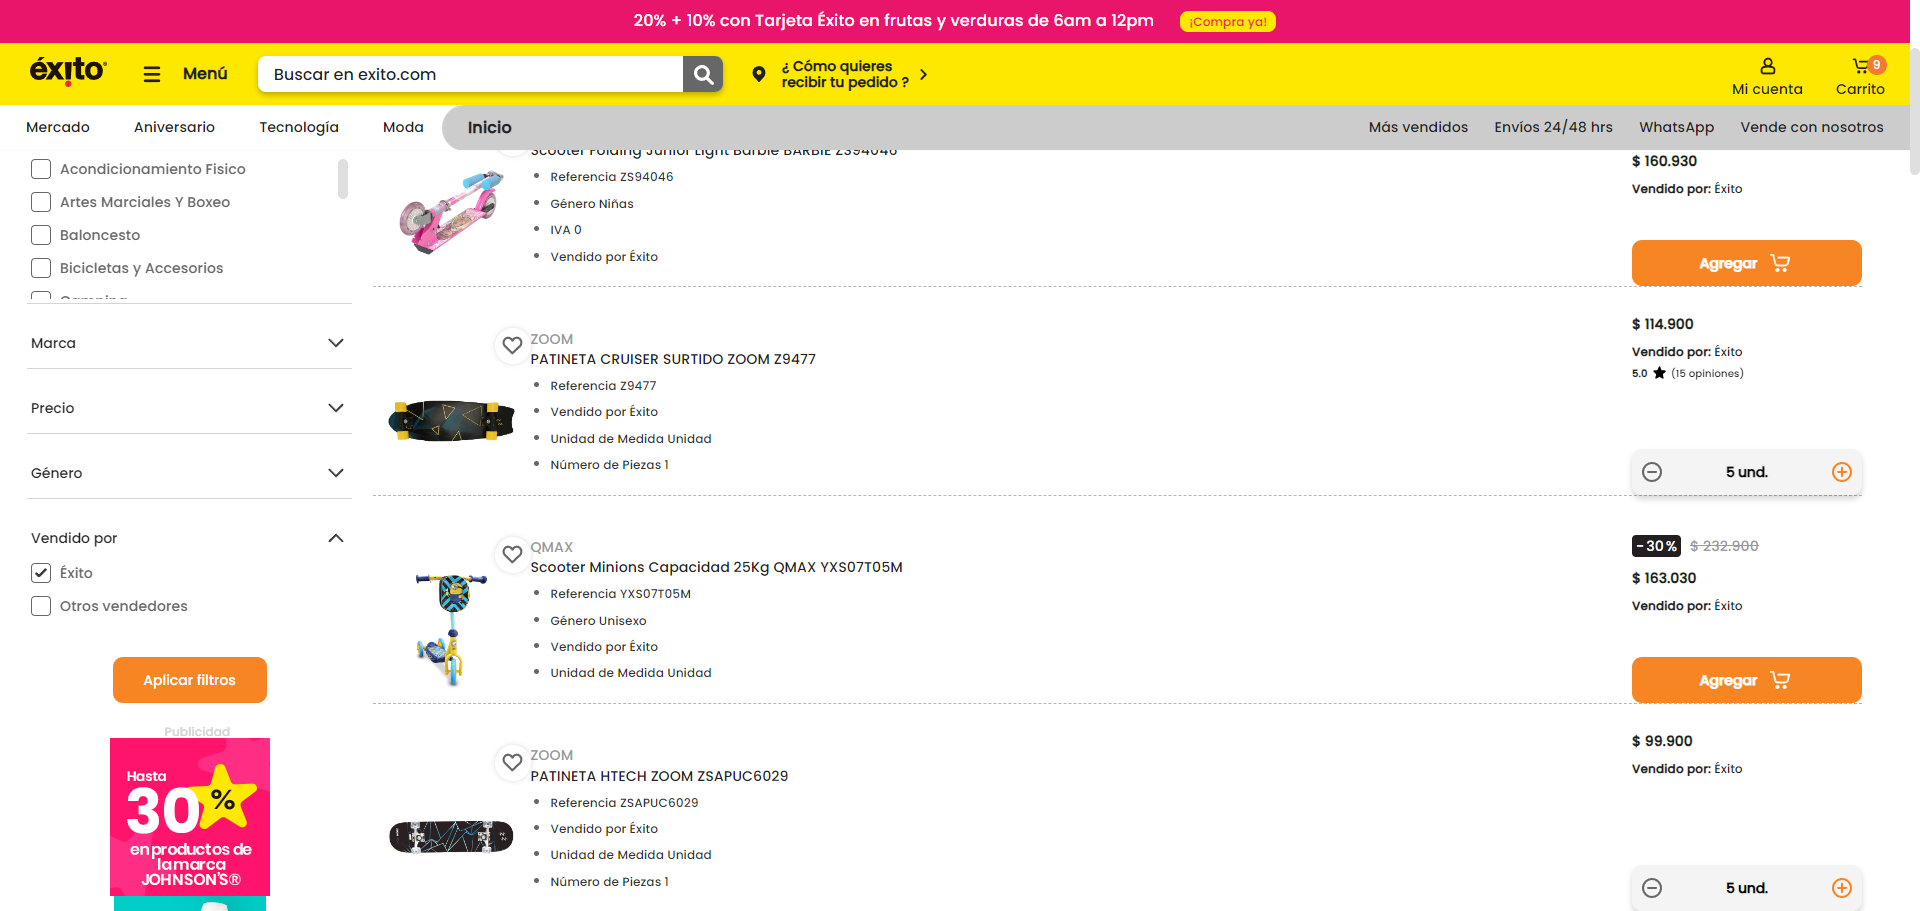 20% + 10% con Tarjeta Éxito en frutas y verduras de 6am a 12pm
¡Compra ya!
éxito
Menú
Buscar en exito.com
¿ Cómo quieres
recibir tu pedido ?
Mi cuenta
9
Carrito
Mercado
Aniversario
Tecnología
Moda
Inicio
Más vendidos
Envíos 24/48 hrs
WhatsApp
Vende con nosotros
Acondicionamiento Fisico
Artes Marciales Y Boxeo
Baloncesto
Bicicletas y Accesorios
Camping
Marca
Precio
Género
Vendido por
Éxito
Otros vendedores
Aplicar filtros
Publicidad
Hasta
30%
en productos de
la marca
JOHNSON'S®
Scooter Folding Junior Light Barbie BARBIE ZS94046
Referencia ZS94046
Género Niñas
IVA 0
Vendido por Éxito
$ 160.930
Vendido por: Éxito
Agregar
ZOOM
PATINETA CRUISER SURTIDO ZOOM Z9477
Referencia Z9477
Vendido por Éxito
Unidad de Medida Unidad
Número de Piezas 1
$ 114.900
Vendido por: Éxito
5.0 ★ (15 opiniones)
5 und.
QMAX
Scooter Minions Capacidad 25Kg QMAX YXS07T05M
Referencia YXS07T05M
Género Unisexo
Vendido por Éxito
Unidad de Medida Unidad
-30% $ 232.900
$ 163.030
Vendido por: Éxito
Agregar
ZOOM
PATINETA HTECH ZOOM ZSAPUC6029
Referencia ZSAPUC6029
Vendido por Éxito
Unidad de Medida Unidad
Número de Piezas 1
$ 99.900
Vendido por: Éxito
5 und.